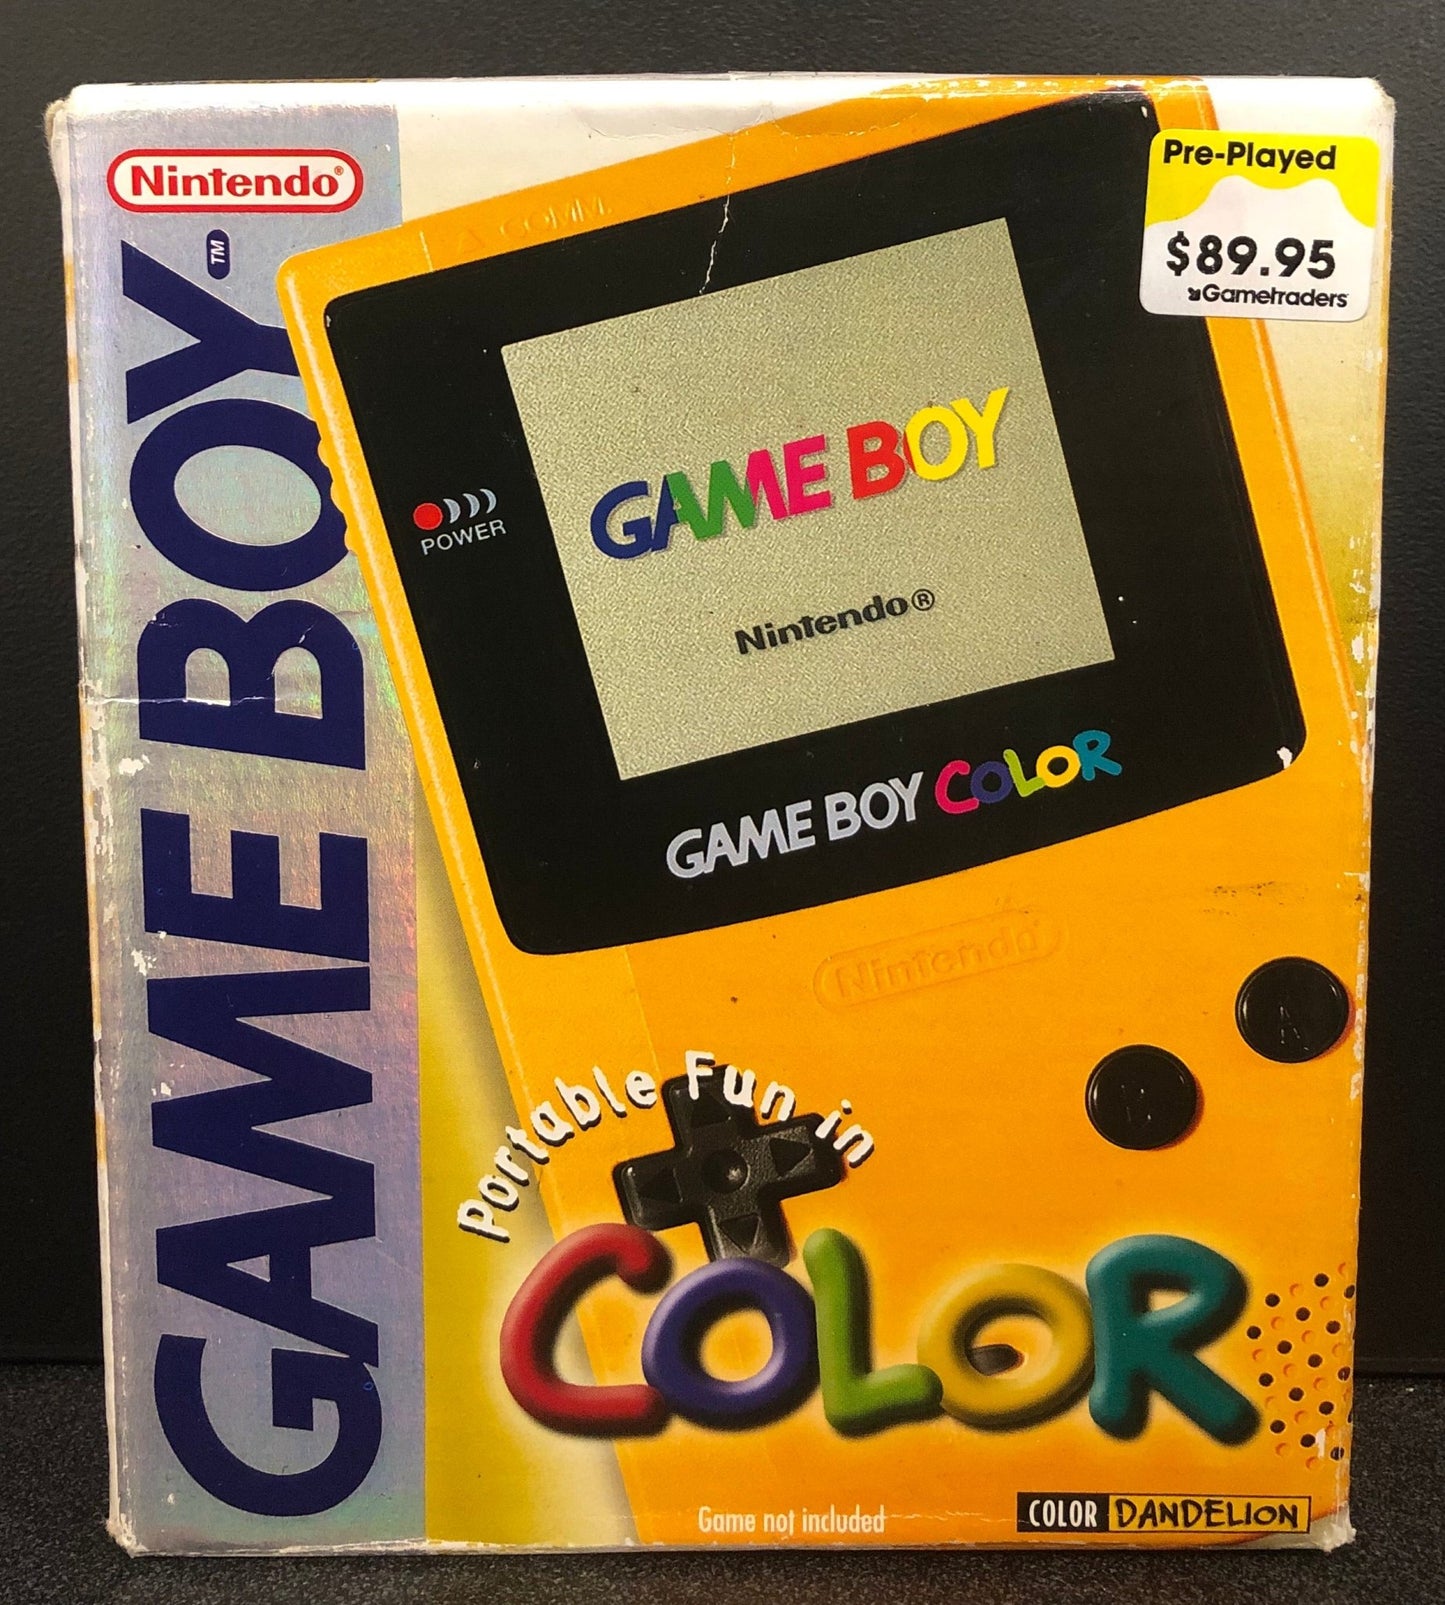 Nintendo®
GAME BOY™
COMM.
Pre-Played
$89.95
Gametraders
POWER
GAME BOY
Nintendo®
GAME BOY COLOR
Nintendo
A
B
Portable Fun in
COLOR
Game not included
COLOR DANDELION